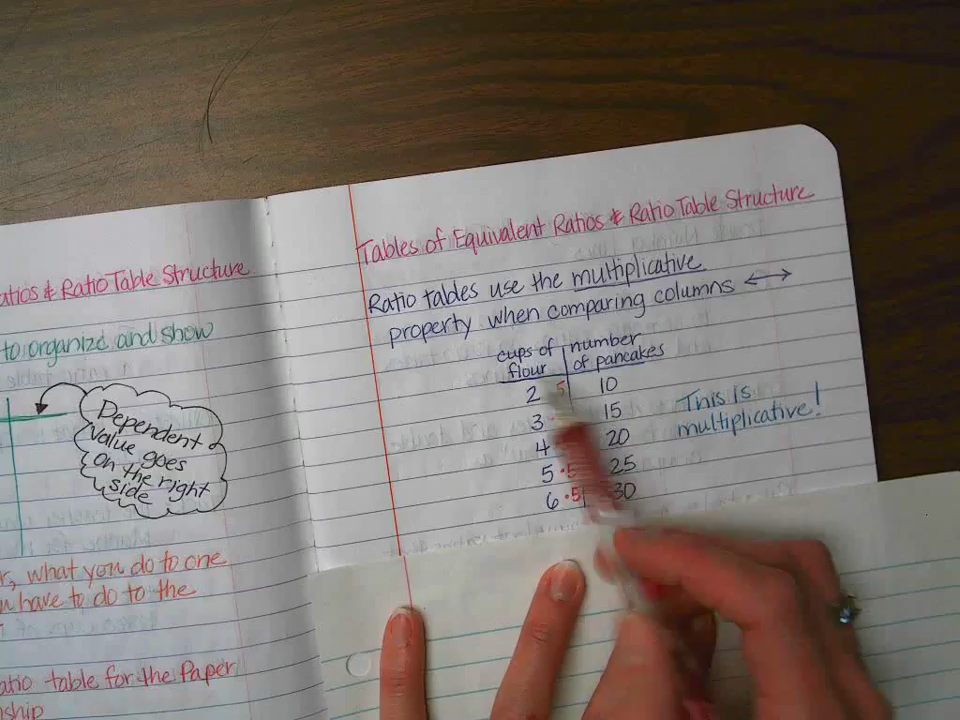 Ratio Table Structure
to organize and show
Dependent
value goes
on the right
side
what you do to one
have to do to the
table for the Paper
Tables of Equivalent Ratios & Ratio Table Structure
Ratio tables use the multiplicative
property when comparing columns
cups of flour number of pancakes
2 5 10
3 15
4 20
5 •5 25
6 •5 30
This is
multiplicative!